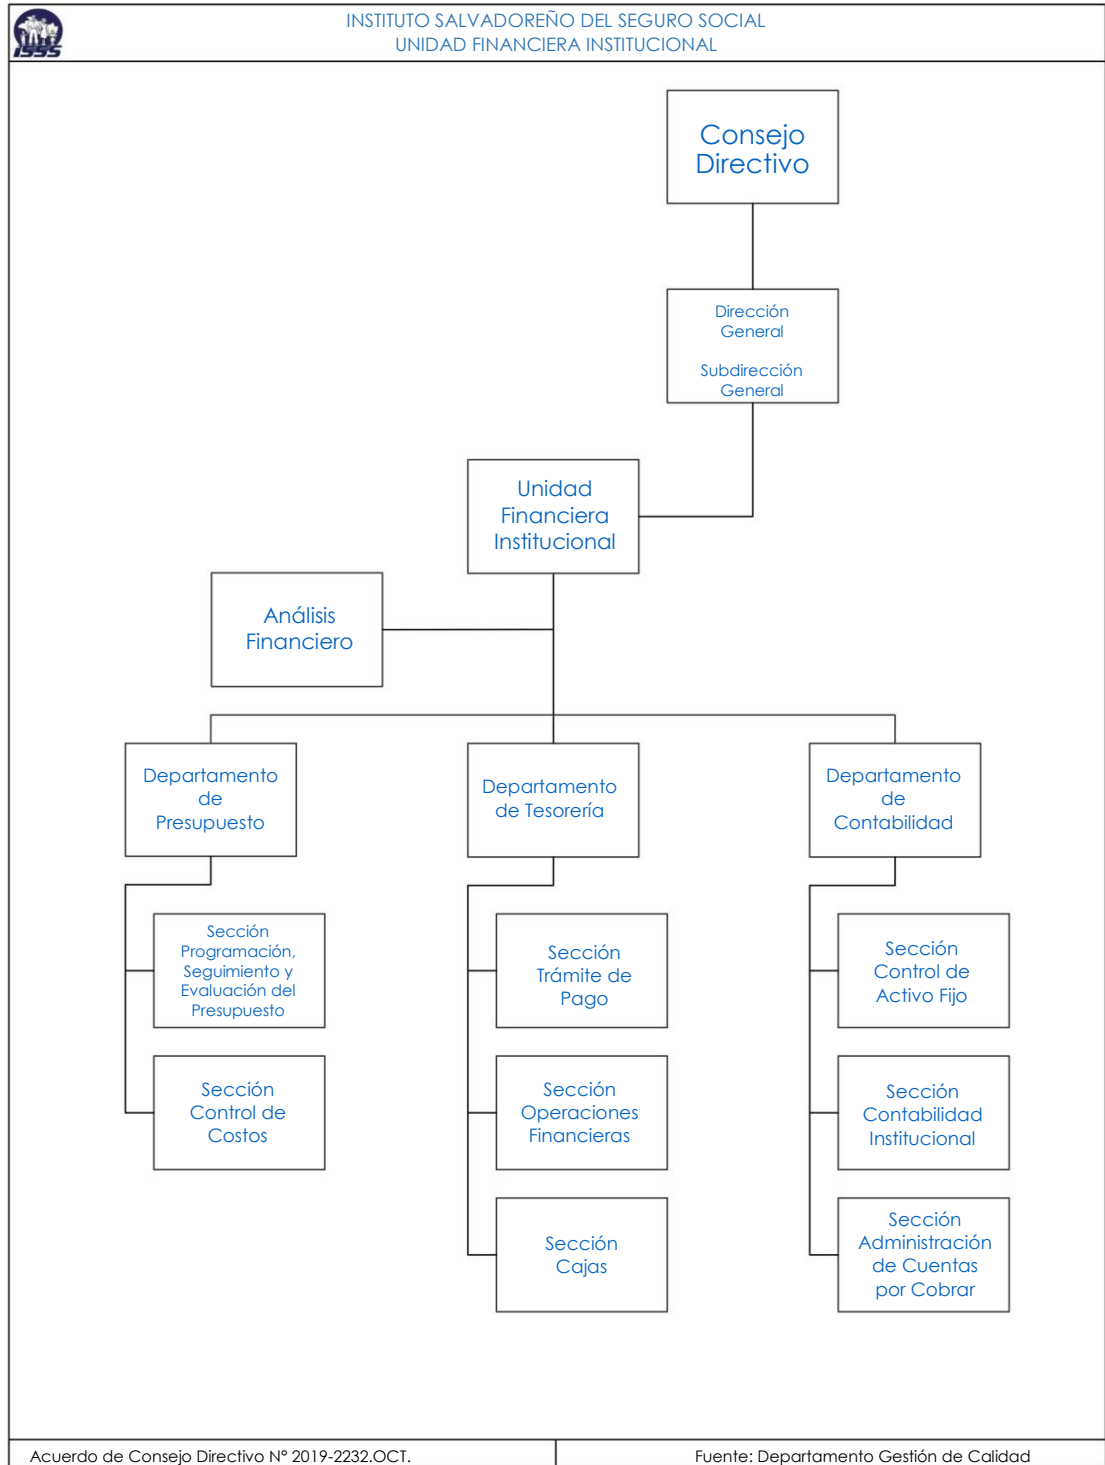 ISSS
INSTITUTO SALVADOREÑO DEL SEGURO SOCIAL
UNIDAD FINANCIERA INSTITUCIONAL
Consejo
Directivo
Dirección
General
Subdirección
General
Unidad
Financiera
Institucional
Análisis
Financiero
Departamento
de
Presupuesto
Departamento
de Tesorería
Departamento
de
Contabilidad
Sección
Programación,
Seguimiento y
Evaluación del
Presupuesto
Sección
Control de
Costos
Sección
Trámite de
Pago
Sección
Operaciones
Financieras
Sección
Cajas
Sección
Control de
Activo Fijo
Sección
Contabilidad
Institucional
Sección
Administración
de Cuentas
por Cobrar
Acuerdo de Consejo Directivo N° 2019-2232.OCT.
Fuente: Departamento Gestión de Calidad